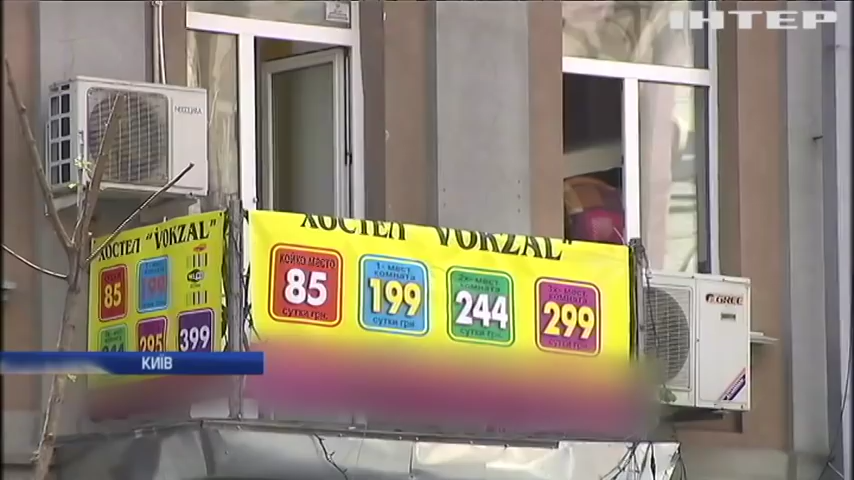 ІНТЕР
ХОСТЕЛ "VOKZAL"
85
199
295
399
ХОСТЕЛ "VOKZAL"
койко место
85
сутки грн.
1- мест.
комната
199
сутки грн.
2х- мест.
комната
244
сутки грн.
3х- мест.
комната
299
сутки грн.
GREE
КИЇВ